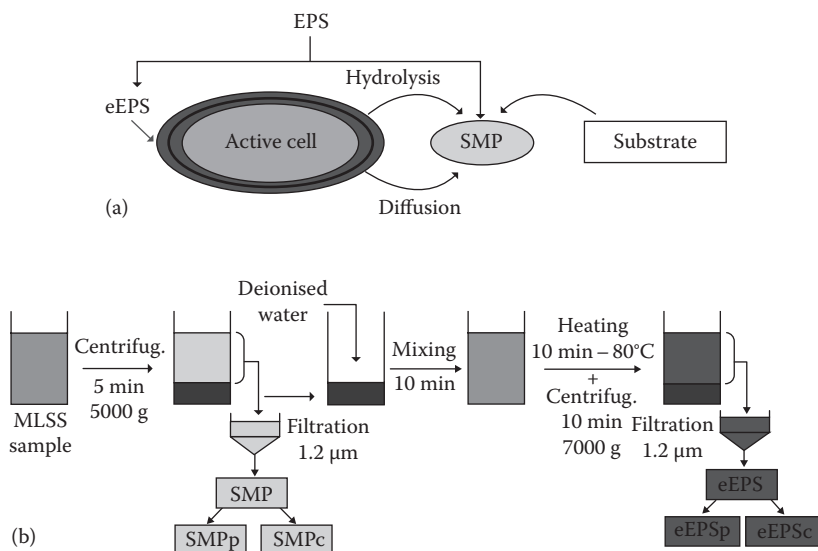 EPS
Hydrolysis
eEPS
Active cell
SMP
Substrate
Diffusion
(a)
Deionised
water
Centrifug.
5 min
5000 g
Mixing
10 min
Heating
10 min – 80°C
+
Centrifug.
10 min
7000 g
MLSS
sample
Filtration
1.2 µm
Filtration
1.2 µm
SMP
SMPp
SMPc
eEPS
eEPSp
eEPSc
(b)